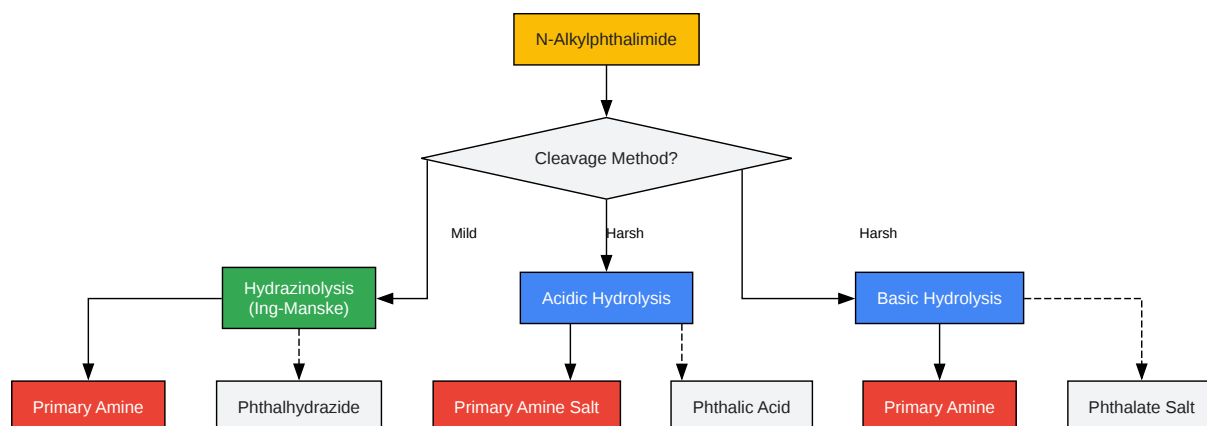 N-Alkylphthalimide
Cleavage Method?
Mild
Harsh
Harsh
Hydrazinolysis
(Ing-Manske)
Acidic Hydrolysis
Basic Hydrolysis
Primary Amine
Phthalhydrazide
Primary Amine Salt
Phthalic Acid
Primary Amine
Phthalate Salt